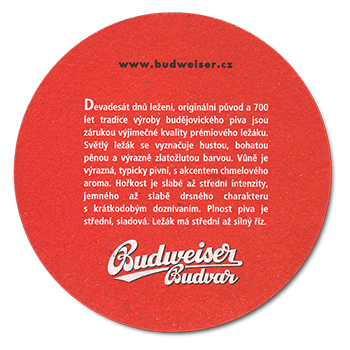 www.budweiser.cz
Devadesát dnů ležení, originální původ a 700
let tradice výroby budějovického piva jsou
zárukou výjimečné kvality prémiového ležáku.
Světlý ležák se vyznačuje hustou, bohatou
pěnou a výrazně zlatožlutou barvou. Vůně je
výrazná, typicky pivní, s akcentem chmelového
aroma. Hořkost je slabé až střední intenzity,
jemného až slabě drsného charakteru
s krátkodobým doznívaním. Plnost piva je
střední, sladová. Ležák má střední až silný říz.
Budweiser
Budvar